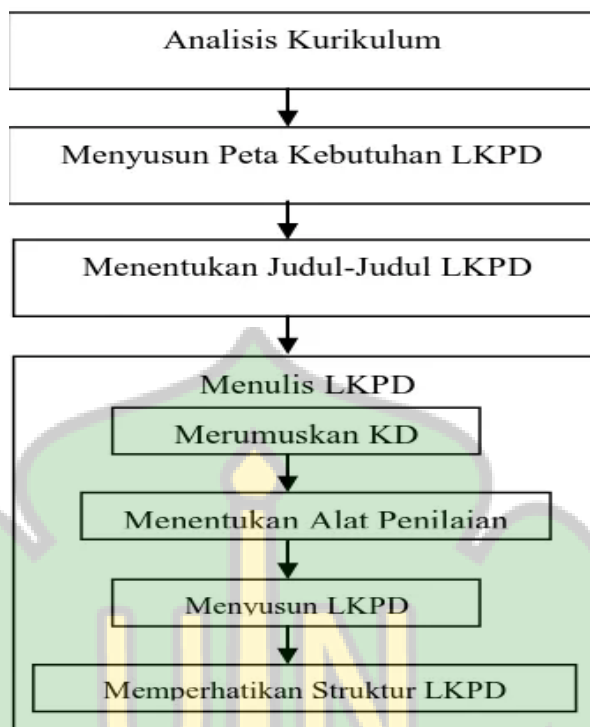 Analisis Kurikulum
Menyusun Peta Kebutuhan LKPD
Menentukan Judul-Judul LKPD
Menulis LKPD
Merumuskan KD
Menentukan Alat Penilaian
Menyusun LKPD
Memperhatikan Struktur LKPD
UIN